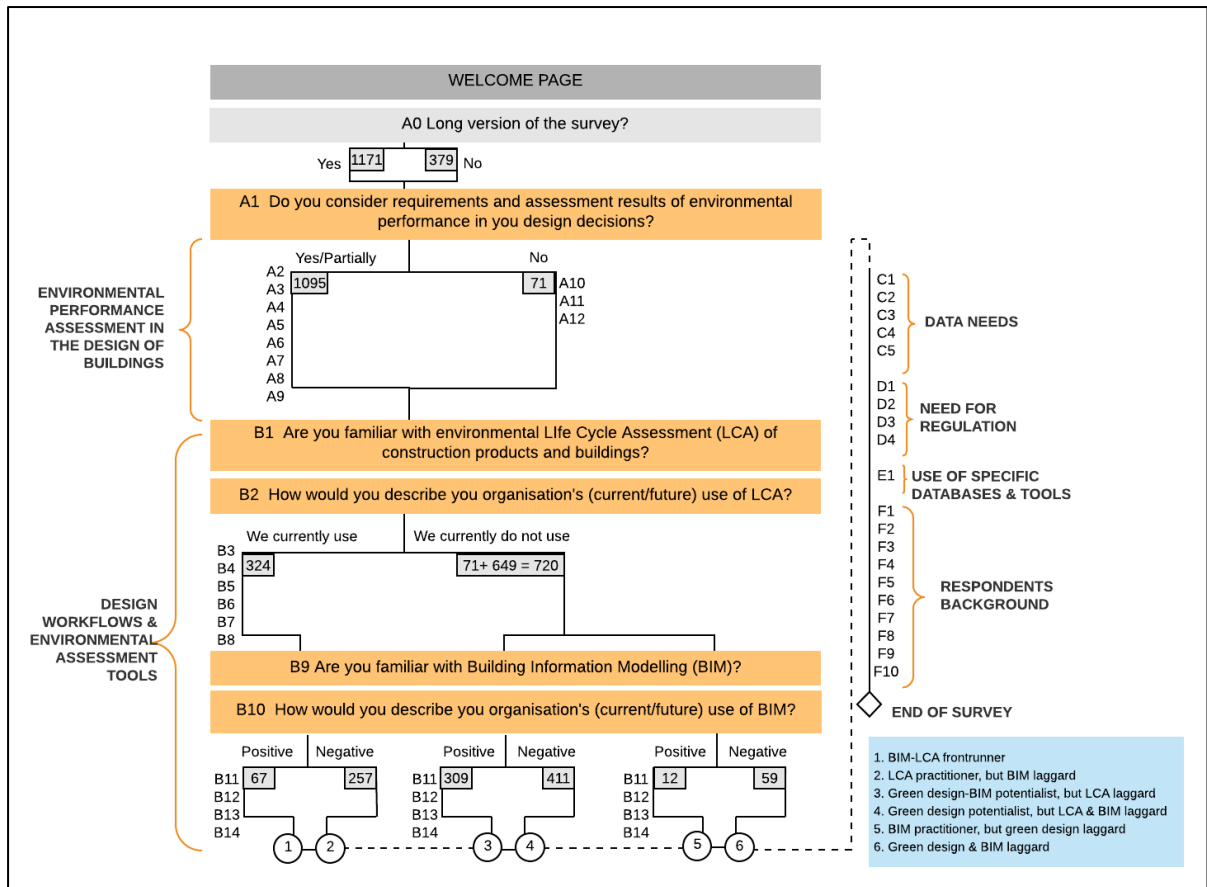 WELCOME PAGE
A0 Long version of the survey?
Yes 1171 379 No
A1 Do you consider requirements and assessment results of environmental
performance in you design decisions?
Yes/Partially No
ENVIRONMENTAL
PERFORMANCE
ASSESSMENT IN
THE DESIGN OF
BUILDINGS
A2
A3
A4
A5
A6
A7
A8
A9
1095
71
A10
A11
A12
B1 Are you familiar with environmental LIfe Cycle Assessment (LCA) of
construction products and buildings?
B2 How would you describe you organisation's (current/future) use of LCA?
We currently use We currently do not use
B3
B4
B5
B6
B7
B8
324
71+ 649 = 720
DESIGN
WORKFLOWS &
ENVIRONMENTAL
ASSESSMENT
TOOLS
B9 Are you familiar with Building Information Modelling (BIM)?
B10 How would you describe you organisation's (current/future) use of BIM?
Positive Negative
B11 67 257
B12
B13
B14
1 2
Positive Negative
B11 309 411
B12
B13
B14
3 4
Positive Negative
B11 12 59
B12
B13
B14
5 6
C1
C2
C3
C4
C5
DATA NEEDS
D1
D2
D3
D4
NEED FOR
REGULATION
E1
USE OF SPECIFIC
DATABASES & TOOLS
F1
F2
F3
F4
F5
F6
F7
F8
F9
F10
RESPONDENTS
BACKGROUND
END OF SURVEY
1. BIM-LCA frontrunner
2. LCA practitioner, but BIM laggard
3. Green design-BIM potentialist, but LCA laggard
4. Green design potentialist, but LCA & BIM laggard
5. BIM practitioner, but green design laggard
6. Green design & BIM laggard